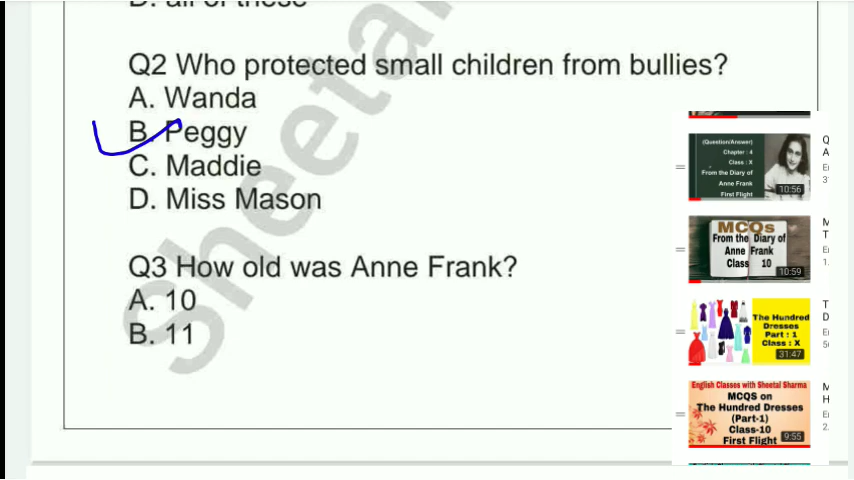 Q2 Who protected small children from bullies?
A. Wanda
B. Peggy
C. Maddie
D. Miss Mason
Q3 How old was Anne Frank?
A. 10
B. 11
Sheetal
(Question/Answer)
Chapter : 4
Class : X
From the Diary of
Anne Frank
First Flight
10:56
MCQs
From the Diary of
Anne Frank
Class 10
10:59
The Hundred
Dresses
Part : 1
Class : X
31:47
English Classes with Sheetal Sharma
MCQS on
The Hundred Dresses
(Part-1)
Class-10
First Flight
9:55